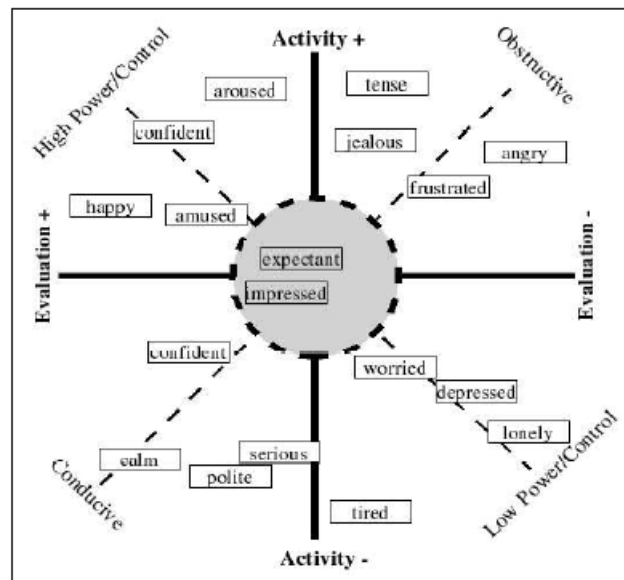 Activity +
High Power/Control
Obstructive
aroused
tense
confident
jealous
angry
frustrated
happy
amused
Evaluation +
expectant
impressed
Evaluation -
confident
worried
depressed
lonely
serious
calm
polite
Conducive
Low Power/Control
tired
Activity -